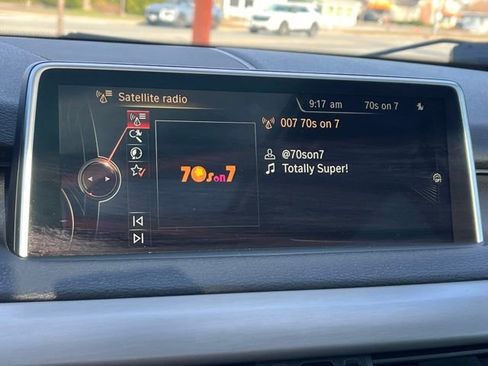 Satellite radio
9:17 am
70s on 7
007 70s on 7
70s on 7
@70son7
Totally Super!